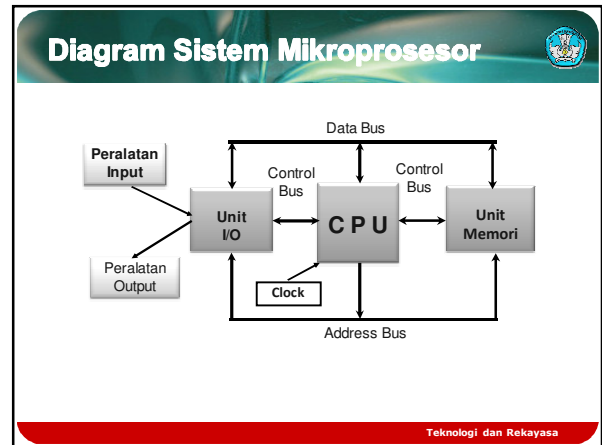 Diagram Sistem Mikroprosesor
Data Bus
Peralatan
Input
Control
Bus
Control
Bus
Unit
I/O
C P U
Unit
Memori
Peralatan
Output
Clock
Address Bus
Teknologi dan Rekayasa